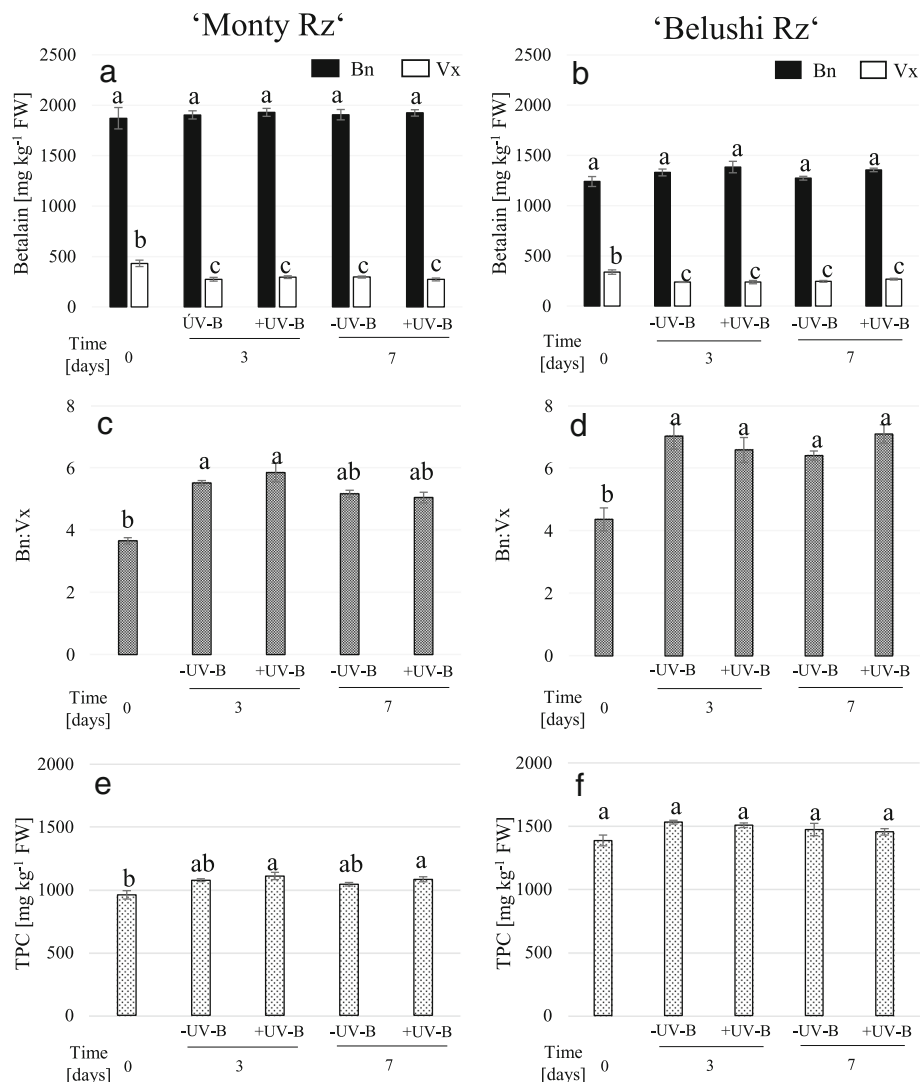 ‘Monty Rz‘ ‘Belushi Rz‘
a
Bn Vx
Betalain [mg kg-1 FW]
2500
2000
1500
1000
500
0
a a a a a
b c c c c
ÚV-B +UV-B -UV-B +UV-B
Time
[days] 0 3 7
b
Bn Vx
Betalain [mg kg-1 FW]
2500
2000
1500
1000
500
0
a a a a a
b c c c c
-UV-B +UV-B -UV-B +UV-B
Time
[days] 0 3 7
c
Bn:Vx
8
6
4
2
0
b a a ab ab
-UV-B +UV-B -UV-B +UV-B
Time
[days] 0 3 7
d
Bn:Vx
8
6
4
2
0
b a a a a
-UV-B +UV-B -UV-B +UV-B
Time
[days] 0 3 7
e
TPC [mg kg-1 FW]
2000
1500
1000
500
0
b ab a ab a
-UV-B +UV-B -UV-B +UV-B
Time
[days] 0 3 7
f
TPC [mg kg-1 FW]
2000
1500
1000
500
0
a a a a a
-UV-B +UV-B -UV-B +UV-B
Time
[days] 0 3 7